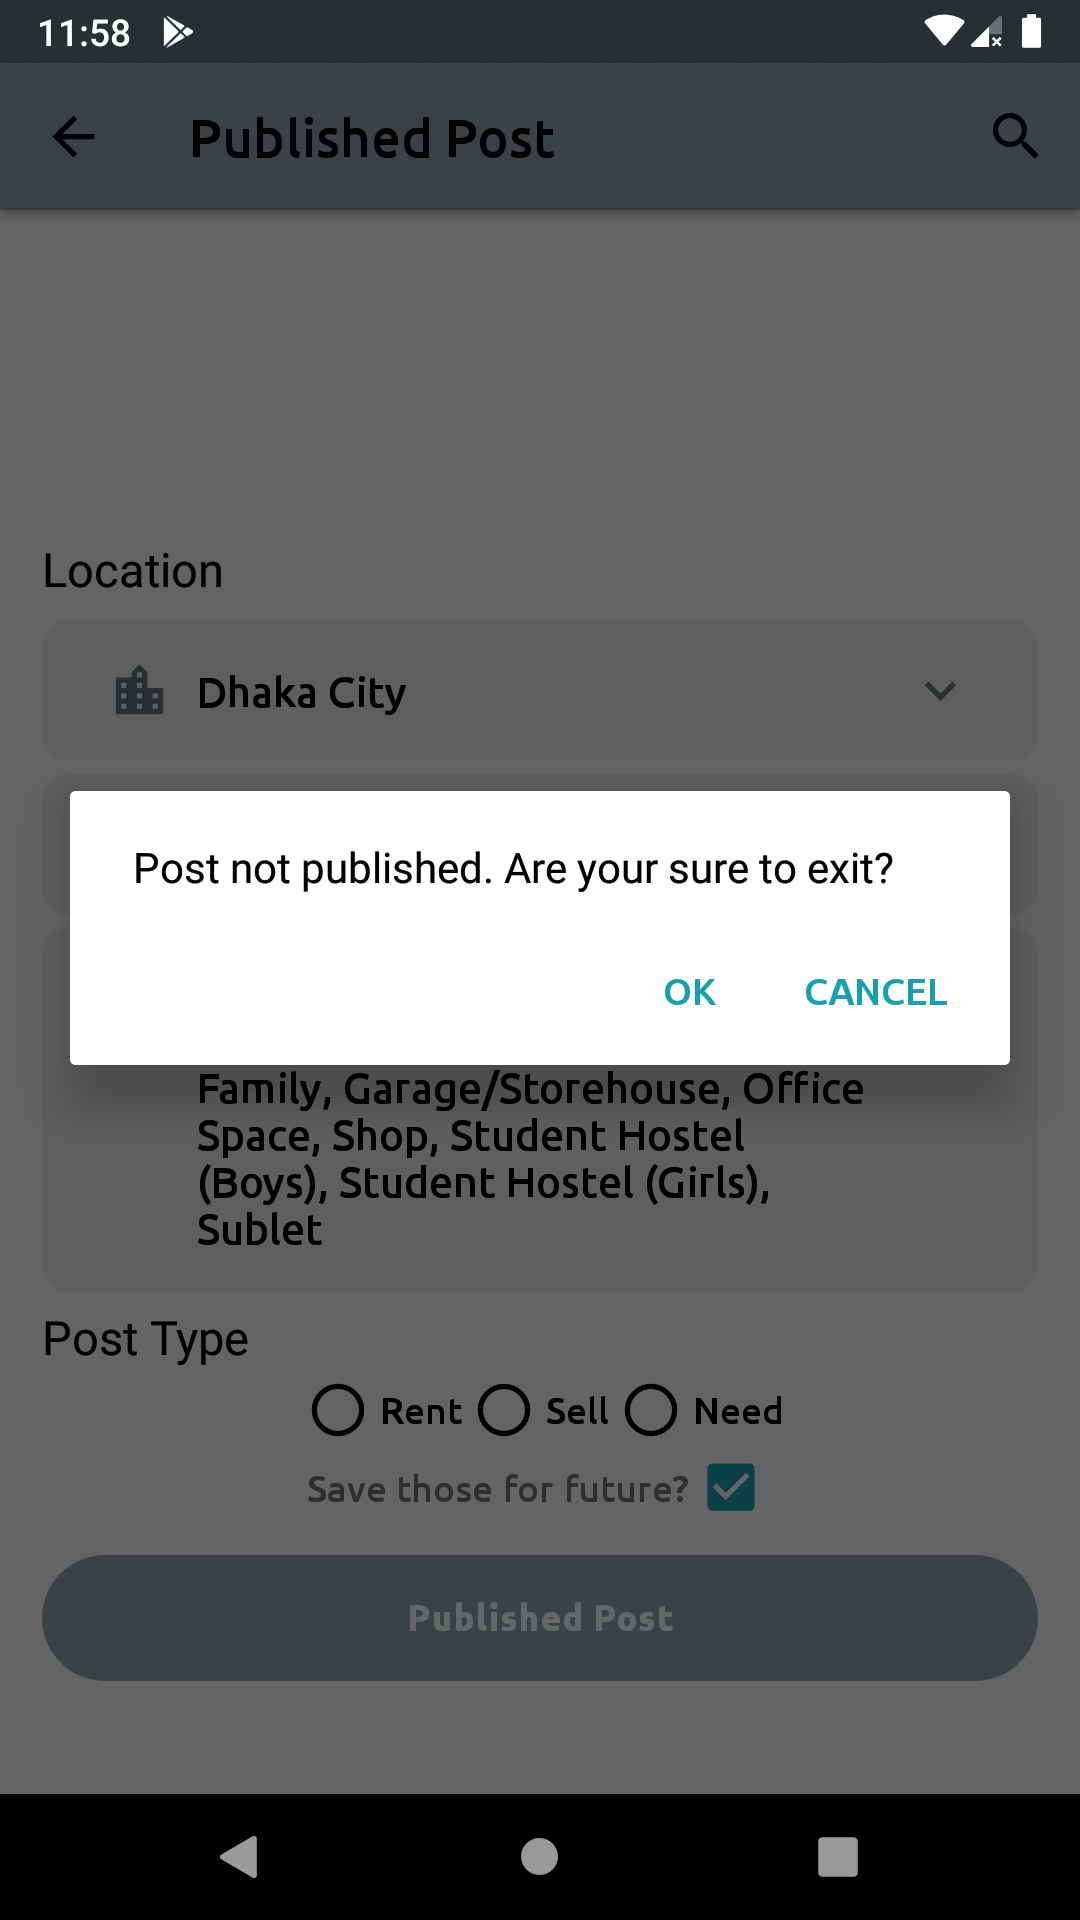 11:58
Published Post
Location
Dhaka City
Post not published. Are your sure to exit?
OK CANCEL
Family, Garage/Storehouse, Office
Space, Shop, Student Hostel
(Boys), Student Hostel (Girls),
Sublet
Post Type
Rent Sell Need
Save those for future?
Published Post